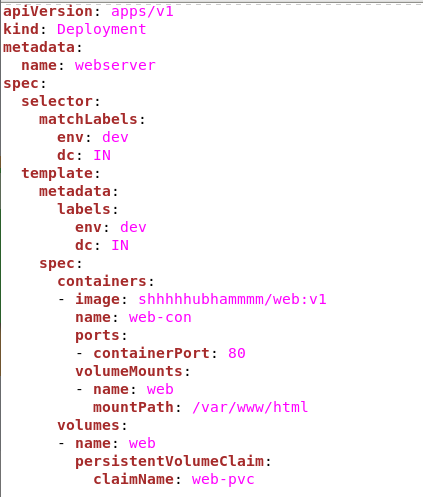 apiVersion: apps/v1
kind: Deployment
metadata:
  name: webserver
spec:
  selector:
    matchLabels:
      env: dev
      dc: IN
  template:
    metadata:
      labels:
        env: dev
        dc: IN
    spec:
      containers:
      - image: shhhhhubhammmm/web:v1
        name: web-con
        ports:
        - containerPort: 80
        volumeMounts:
        - name: web
          mountPath: /var/www/html
      volumes:
      - name: web
        persistentVolumeClaim:
          claimName: web-pvc